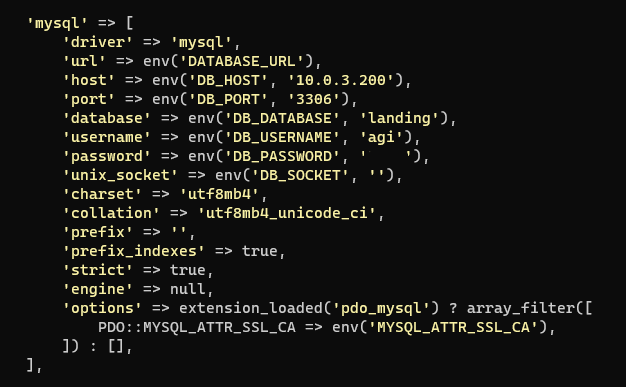 'mysql' => [
'driver' => 'mysql',
'url' => env('DATABASE_URL'),
'host' => env('DB_HOST', '10.0.3.200'),
'port' => env('DB_PORT', '3306'),
'database' => env('DB_DATABASE', 'landing'),
'username' => env('DB_USERNAME', 'agi'),
'password' => env('DB_PASSWORD', '    '),
'unix_socket' => env('DB_SOCKET', ''),
'charset' => 'utf8mb4',
'collation' => 'utf8mb4_unicode_ci',
'prefix' => '',
'prefix_indexes' => true,
'strict' => true,
'engine' => null,
'options' => extension_loaded('pdo_mysql') ? array_filter([
PDO::MYSQL_ATTR_SSL_CA => env('MYSQL_ATTR_SSL_CA'),
]) : [],
],